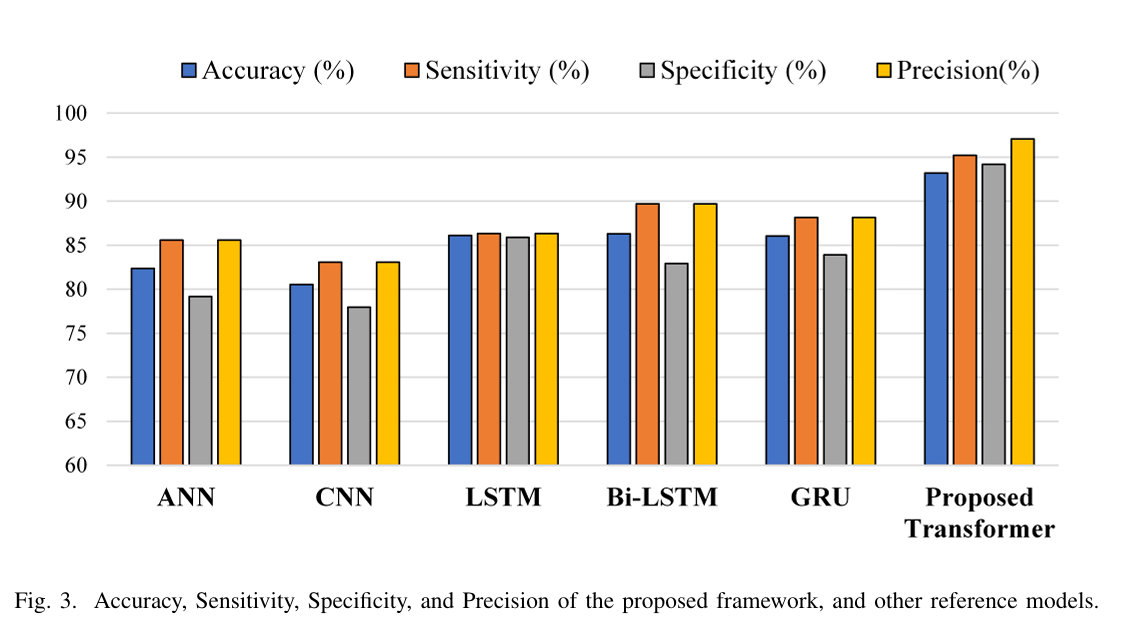 Accuracy (%) Sensitivity (%) Specificity (%) Precision(%)
100
95
90
85
80
75
70
65
60
ANN CNN LSTM Bi-LSTM GRU Proposed
Transformer
Fig. 3. Accuracy, Sensitivity, Specificity, and Precision of the proposed framework, and other reference models.